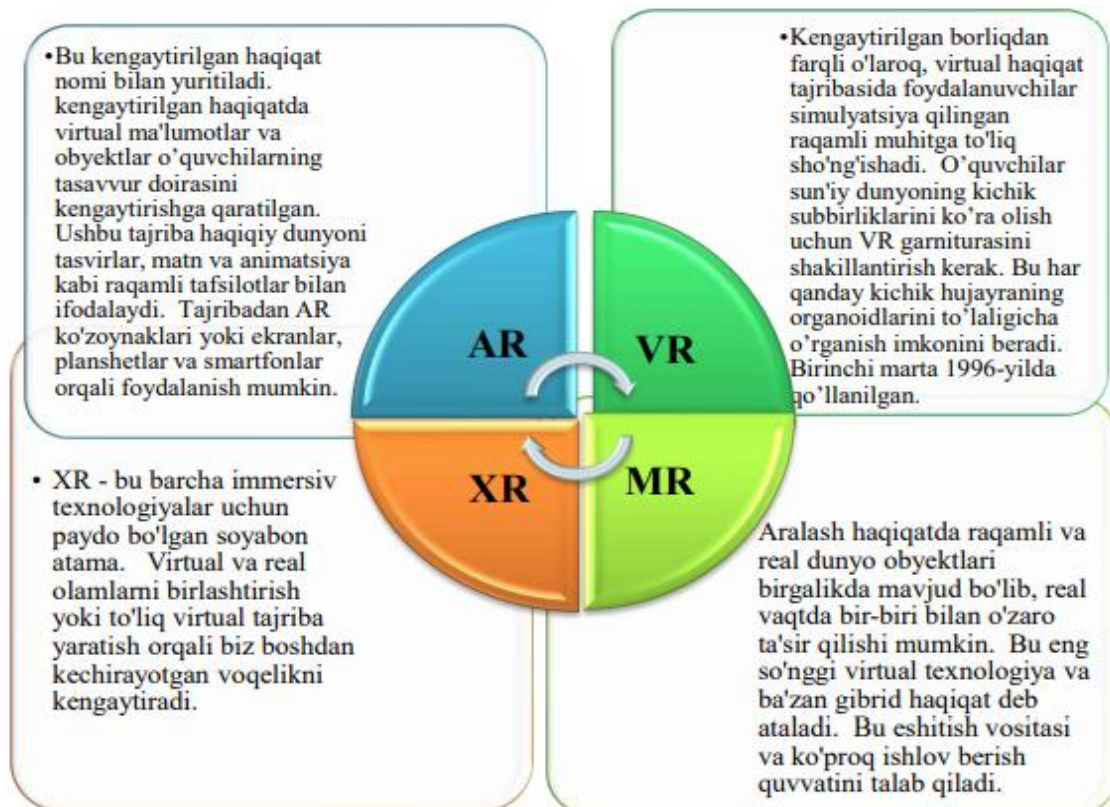 •Bu kengaytirilgan haqiqat
nomi bilan yuritiladi.
kengaytirilgan haqiqatda
virtual ma'lumotlar va
obyektlar o’quvchilarning
tasavvur doirasini
kengaytirishga qaratilgan.
Ushbu tajriba haqiqiy dunyoni
tasvirlar, matn va animatsiya
kabi raqamli tafsilotlar bilan
ifodalaydi. Tajribadan AR
ko'zoynaklari yoki ekranlar,
planshetlar va smartfonlar
orqali foydalanish mumkin.
•Kengaytirilgan borliqdan
farqli o'laroq, virtual haqiqat
tajribasida foydalanuvchilar
simulyatsiya qilingan
raqamli muhitga to'liq
sho'ng'ishadi. O’quvchilar
sun'iy dunyoning kichik
subbirliklarini ko’ra olish
uchun VR garniturasini
shakillantirish kerak. Bu har
qanday kichik hujayraning
organoidlarini to’laligicha
o’rganish imkonini beradi.
Birinchi marta 1996-yilda
qo’llanilgan.
AR
VR
XR
MR
• XR - bu barcha immersiv
texnologiyalar uchun
paydo bo'lgan soyabon
atama. Virtual va real
olamlarni birlashtirish
yoki to'liq virtual tajriba
yaratish orqali biz boshdan
kechirayotgan voqelikni
kengaytiradi.
Aralash haqiqatda raqamli va
real dunyo obyektlari
birgalikda mavjud bo'lib, real
vaqtda bir-biri bilan o'zaro
ta'sir qilishi mumkin. Bu eng
so'nggi virtual texnologiya va
ba'zan gibrid haqiqat deb
ataladi. Bu eshitish vositasi
va ko'proq ishlov berish
quvvatini talab qiladi.